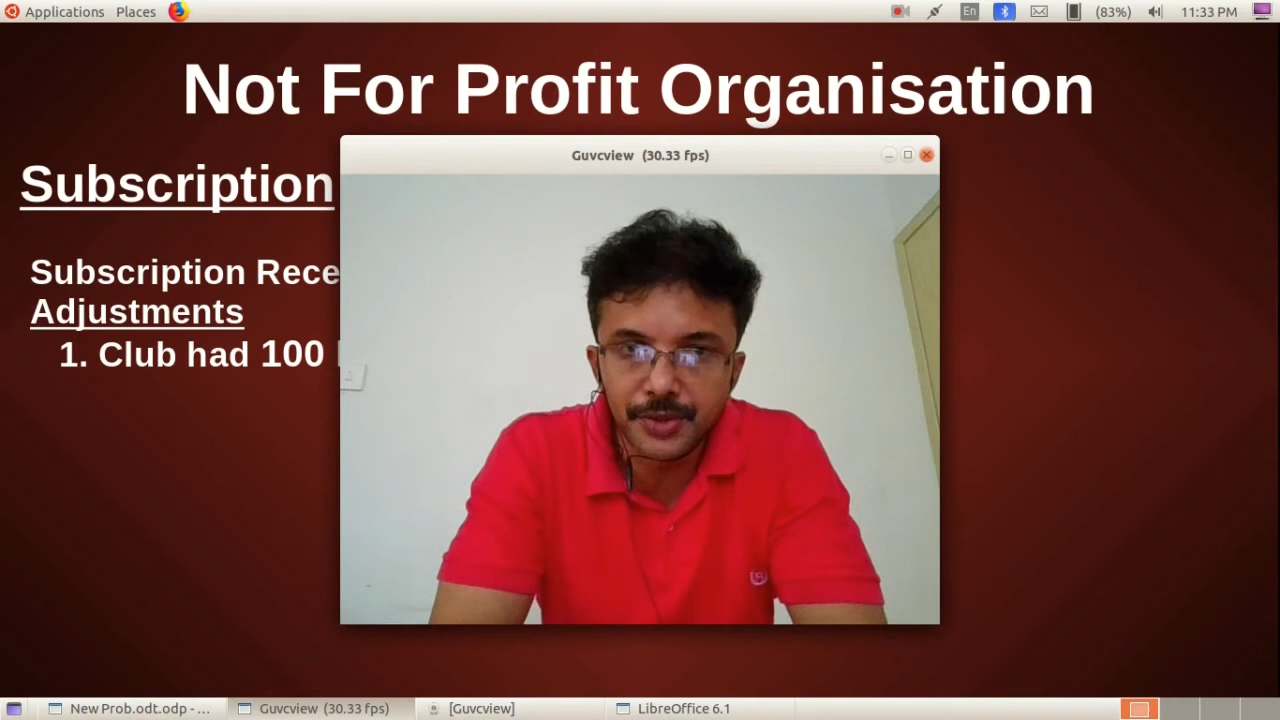 Applications Places
En
(83%)
11:33 PM
Not For Profit Organisation
Guvcview (30.33 fps)
Subscription
Subscription Rece
Adjustments
1. Club had 100
New Prob.odt.odp - ...
Guvcview (30.33 fps)
[Guvcview]
LibreOffice 6.1